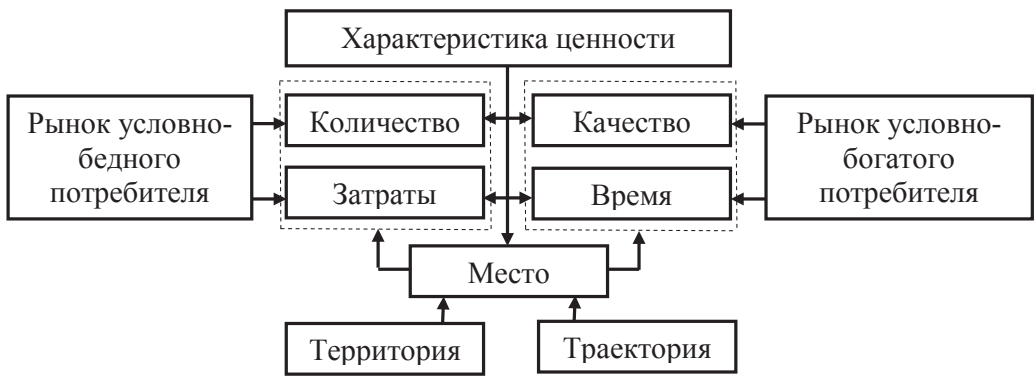 Характеристика ценности
Рынок условно-
бедного
потребителя
Количество
Затраты
Качество
Время
Рынок условно-
богатого
потребителя
Место
Территория
Траектория